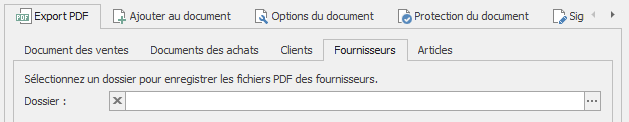 Export PDF Ajouter au document Options du document Protection du document Sig
Document des ventes Documents des achats Clients Fournisseurs Articles
Sélectionnez un dossier pour enregistrer les fichiers PDF des fournisseurs.
Dossier :